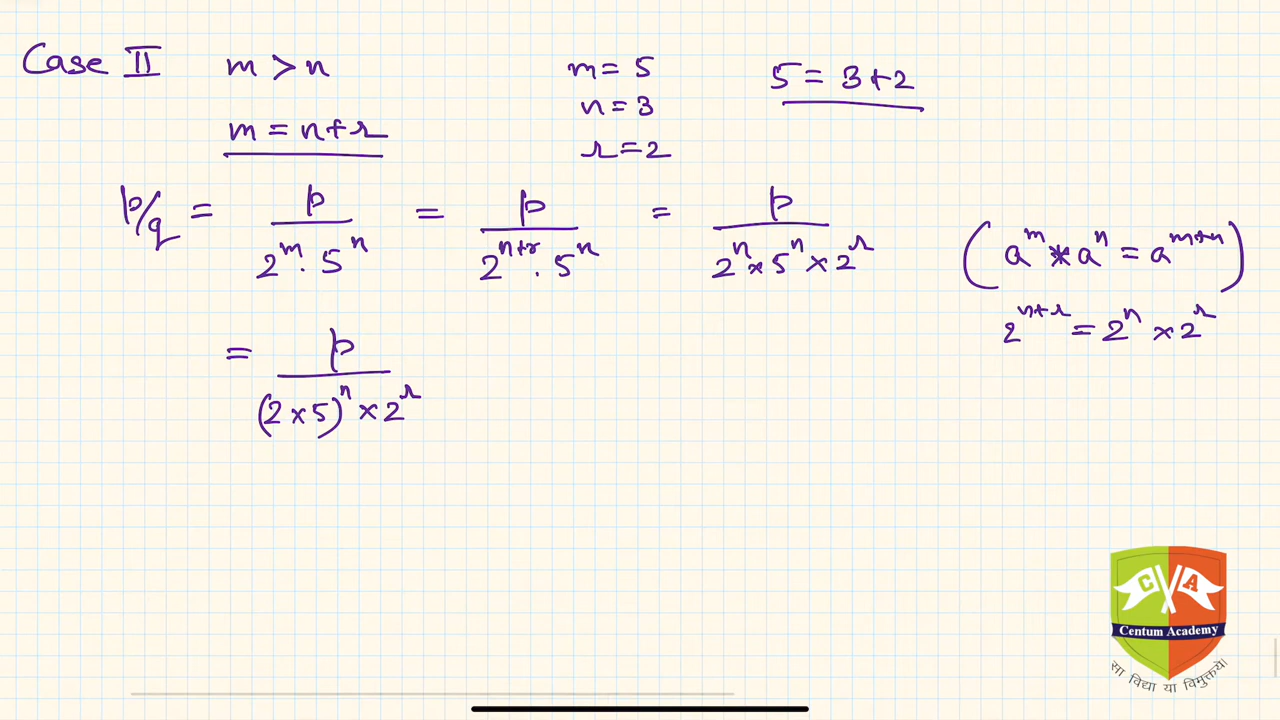 Case II m > n m = 5 5 = 3+2
n = 3
m = n+r
r = 2
p/q = p/(2^m · 5^n) = p/(2^(n+r) · 5^n) = p/(2^n × 5^n × 2^r) (a^m * a^n = a^(m+n))
2^(n+r) = 2^n × 2^r
= p/((2×5)^n × 2^r)
C A
Centum Academy
सा विद्या या विमुक्तये